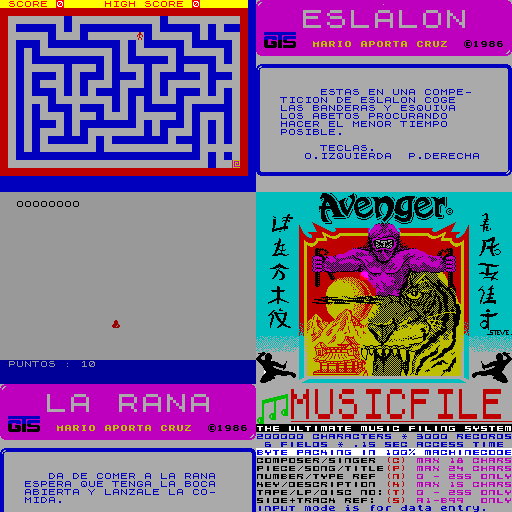 SCORE 0 HIGH SCORE 0
ESLALON
GTS MARIO APORTA CRUZ ©1986
ESTAS EN UNA COMPE-
TICION DE ESLALON COGE
LAS BANDERAS Y ESQUIVA
LOS ABETOS PROCURANDO
HACER EL MENOR TIEMPO
POSIBLE.
TECLAS.
O.IZQUIERDA P.DERECHA
00000000
PUNTOS : 10
Avenger
STEVE
LA RANA
GTS MARIO APORTA CRUZ ©1986
DA DE COMER A LA RANA
ESPERA QUE TENGA LA BOCA
ABIERTA Y LANZALE LA CO-
MIDA.
MUSICFILE
THE ULTIMATE MUSIC FILING SYSTEM
200000 CHARACTERS * 3000 RECORDS
6 FIELDS * .15 SEC ACCESS TIME
BYTE PACKING IN 100% MACHINECODE
COMPOSER/SINGER (C) MAX 18 CHARS
PIECE/SONG/TITLE(P) MAX 24 CHARS
NUMBER/TYPE REF (N) 0 - 255 ONLY
KEY/DESCRIPTION (K) MAX 15 CHARS
TAPE/LP/DISC NO:(T) 0 - 255 ONLY
SIDE+TRACK REF: (S) A1-B99 ONLY
Input mode is for data entry.